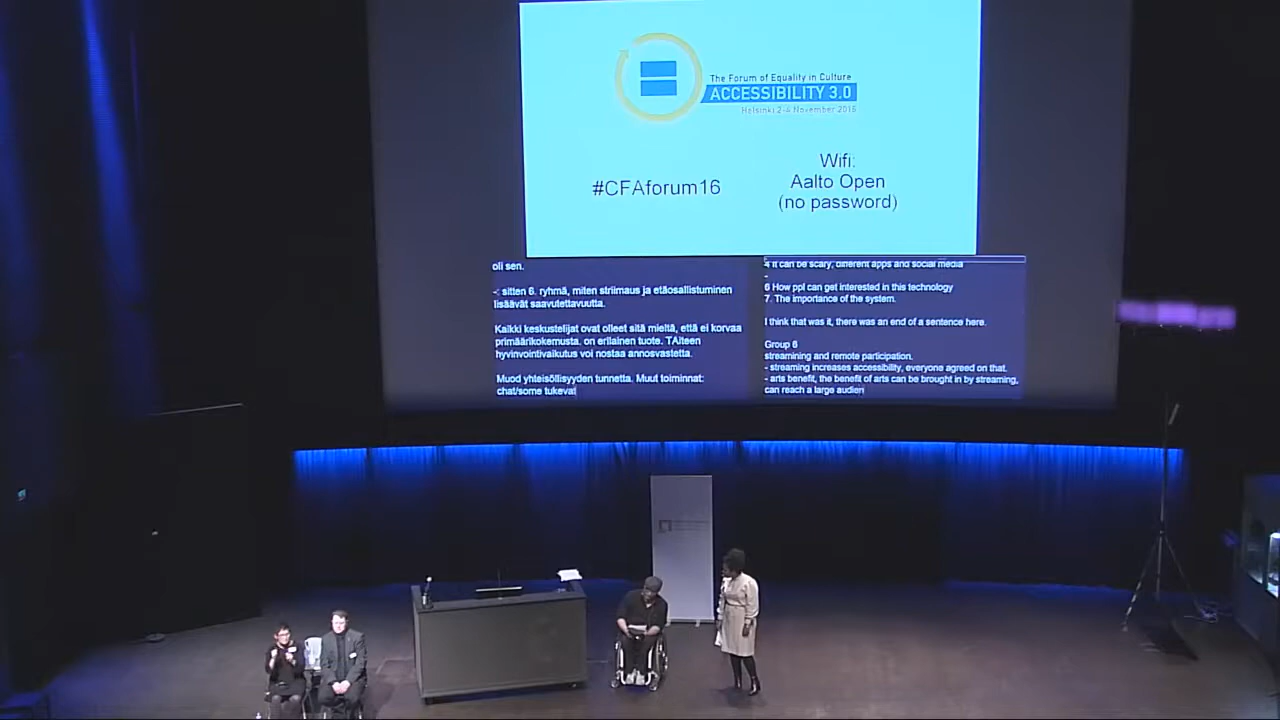 The Forum of Equality in Culture
ACCESSIBILITY 3.0
Helsinki 2-4 November 2016
#CFAforum16
Wifi:
Aalto Open
(no password)
oli sen.
-: sitten 6. ryhmä, miten striimaus ja etäosallistuminen
lisäävät saavutettavuutta.
Kaikki keskustelijat ovat olleet sitä mieltä, että ei korvaa
primäärikokemusta. on erilainen tuote. TAiteen
hyvinvointivaikutus voi nostaa annosvastetta.
Muod yhteisöllisyyden tunnetta. Muut toiminnat:
chat/some tukevat
4 It can be scary, different apps and social media
-
6 How ppl can get interested in this technology
7. The importance of the system.
I think that was it, there was an end of a sentence here.
Group 6
streamining and remote participation.
- streaming increases accessibility, everyone agreed on that.
- arts benefit, the benefit of arts can be brought in by streaming,
can reach a large audien